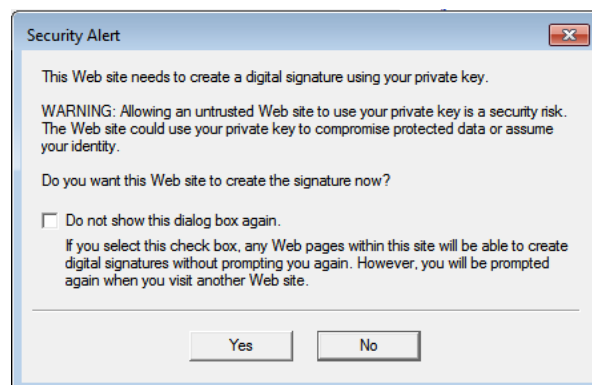 Security Alert
This Web site needs to create a digital signature using your private key.
WARNING: Allowing an untrusted Web site to use your private key is a security risk.
The Web site could use your private key to compromise protected data or assume
your identity.
Do you want this Web site to create the signature now?
Do not show this dialog box again.
If you select this check box, any Web pages within this site will be able to create
digital signatures without prompting you again. However, you will be prompted
again when you visit another Web site.
Yes No